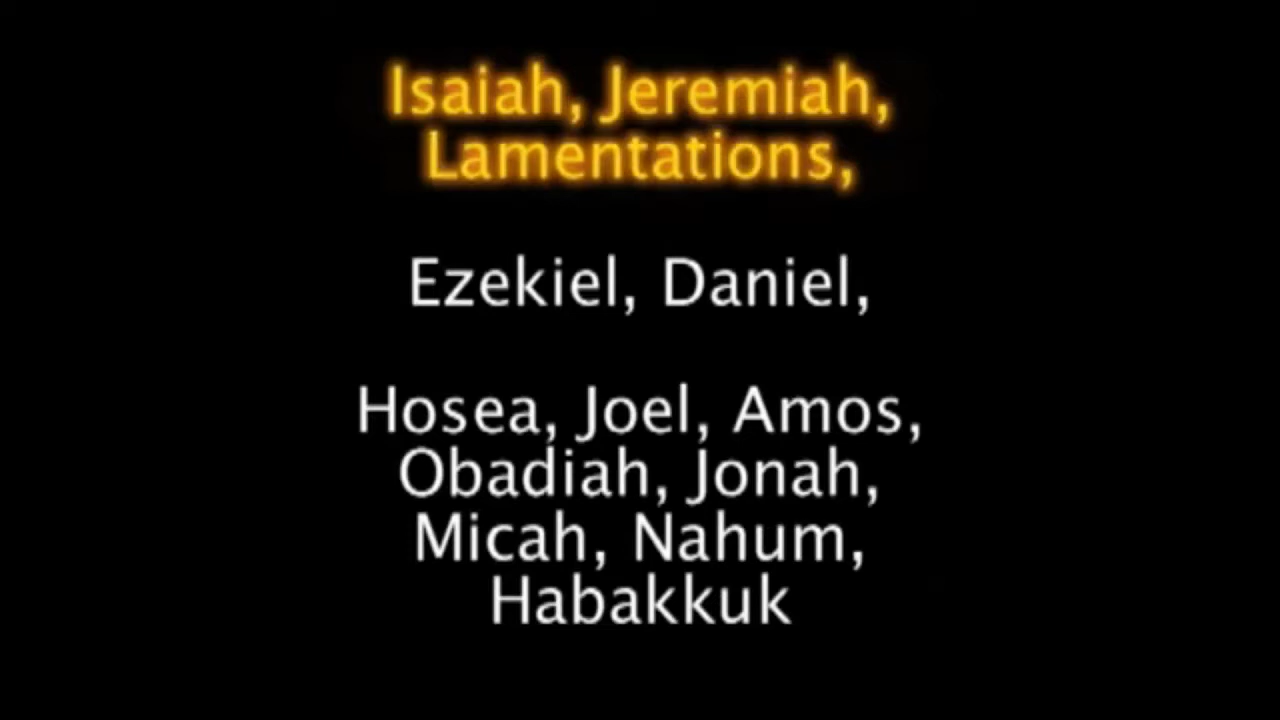 Isaiah, Jeremiah,
Lamentations,
Ezekiel, Daniel,
Hosea, Joel, Amos,
Obadiah, Jonah,
Micah, Nahum,
Habakkuk